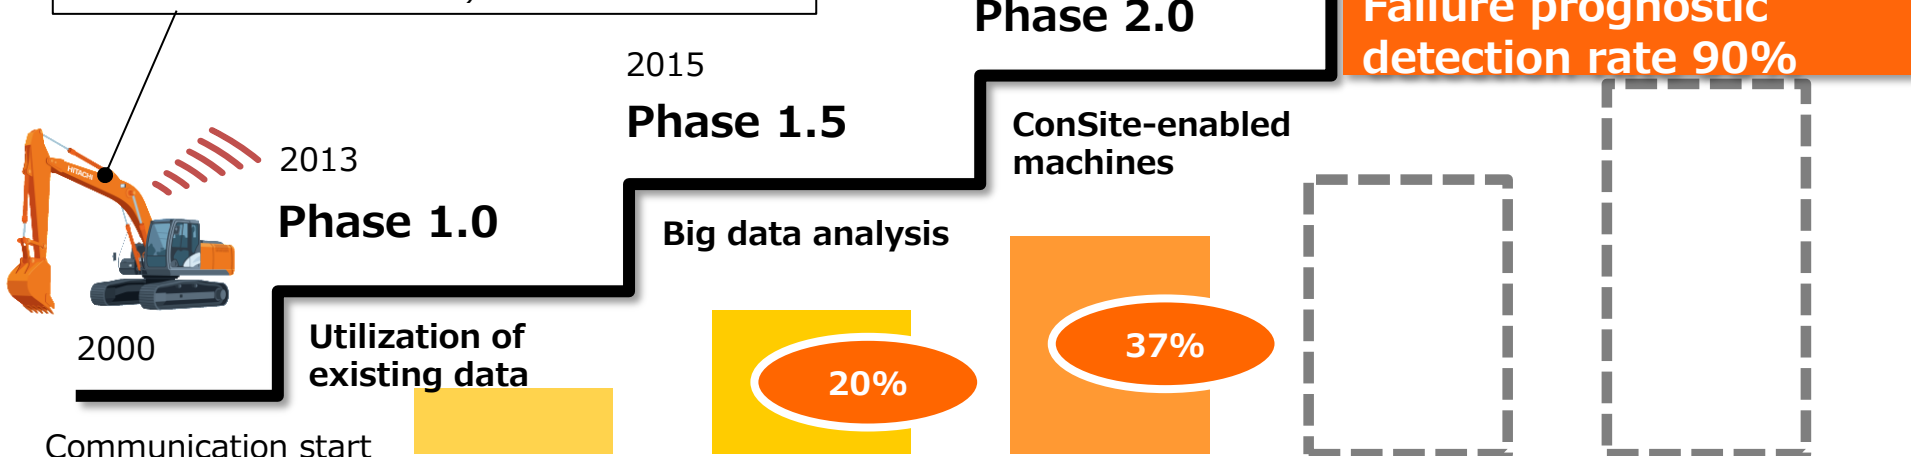 Phase 2.0
Failure prognostic
detection rate 90%
2015
Phase 1.5
ConSite-enabled
machines
2013
Phase 1.0
HITACHI
Big data analysis
2000
Utilization of
existing data
37%
20%
Communication start